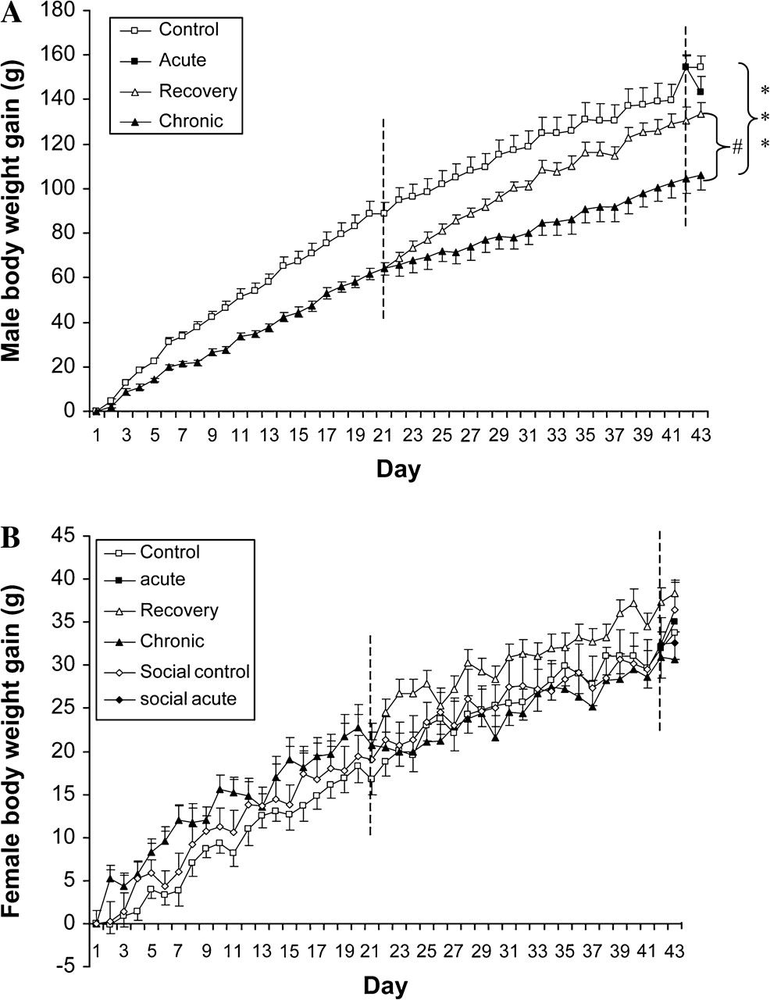 A
Male body weight gain (g)
180
160
140
120
100
80
60
40
20
0
Control
Acute
Recovery
Chronic
*
*
*
#
1 3 5 7 9 11 13 15 17 19 21 23 25 27 29 31 33 35 37 39 41 43
Day
B
Female body weight gain (g)
45
40
35
30
25
20
15
10
5
0
-5
Control
acute
Recovery
Chronic
Social control
social acute
1 3 5 7 9 11 13 15 17 19 21 23 25 27 29 31 33 35 37 39 41 43
Day